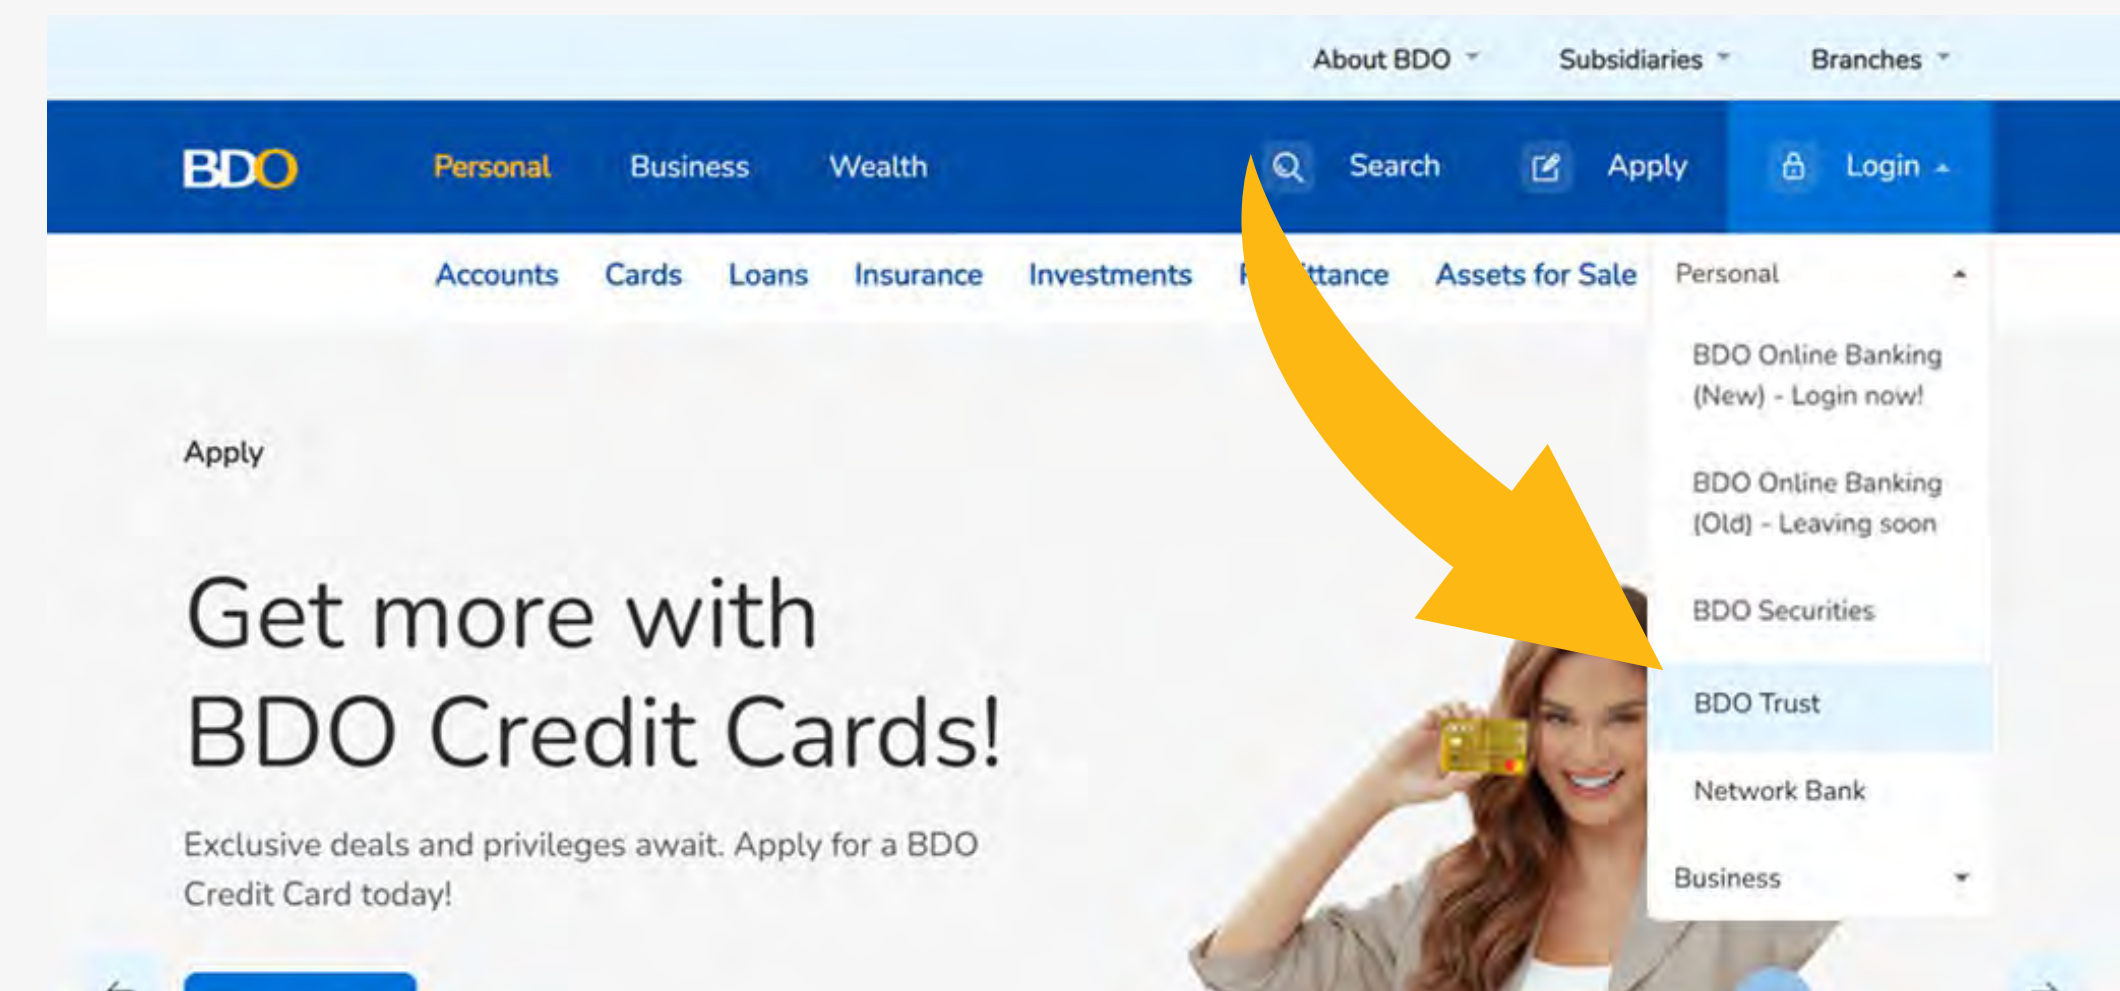 About BDO
Subsidiaries
Branches
BDO
Personal
Business
Wealth
Search
Apply
Login
Accounts
Cards
Loans
Insurance
Investments
ttance
Assets for Sale
Personal
BDO Online Banking
(New) - Login now!
BDO Online Banking
(Old) - Leaving soon
BDO Securities
BDO Trust
Network Bank
Business
Apply
Get more with
BDO Credit Cards!
Exclusive deals and privileges await. Apply for a BDO
Credit Card today!